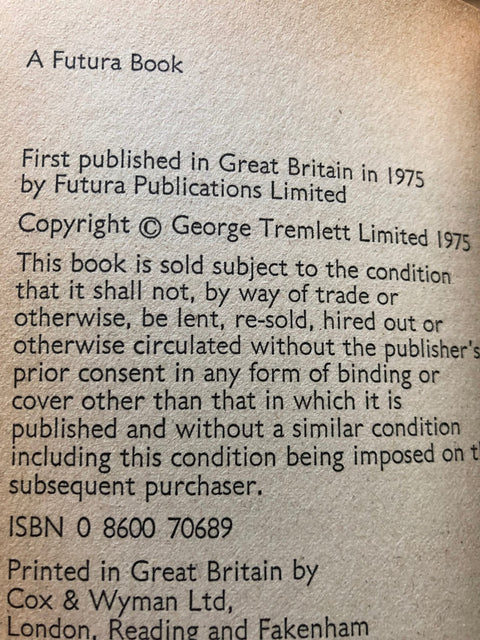 A Futura Book
First published in Great Britain in 1975
by Futura Publications Limited
Copyright © George Tremlett Limited 1975
This book is sold subject to the condition
that it shall not, by way of trade or
otherwise, be lent, re-sold, hired out or
otherwise circulated without the publisher's
prior consent in any form of binding or
cover other than that in which it is
published and without a similar condition
including this condition being imposed on
subsequent purchaser.
ISBN 0 8600 70689
Printed in Great Britain by
Cox & Wyman Ltd,
London, Reading and Fakenham